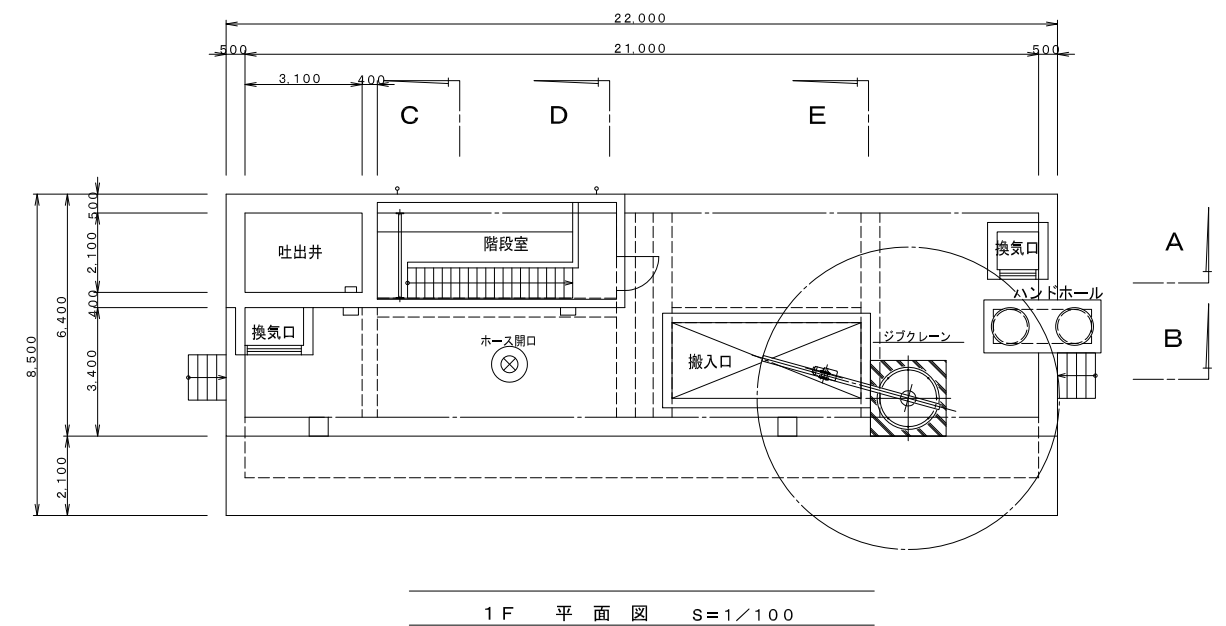 22,000
500 21,000 500
3,100 400
C D E
500
2,100
400
6,400
8,500
3,400
2,100
吐出井
階段室
換気口
A
ハンドホール
換気口
ホース開口
搬入口
ジブクレーン
B
1F 平面図 S=1/100